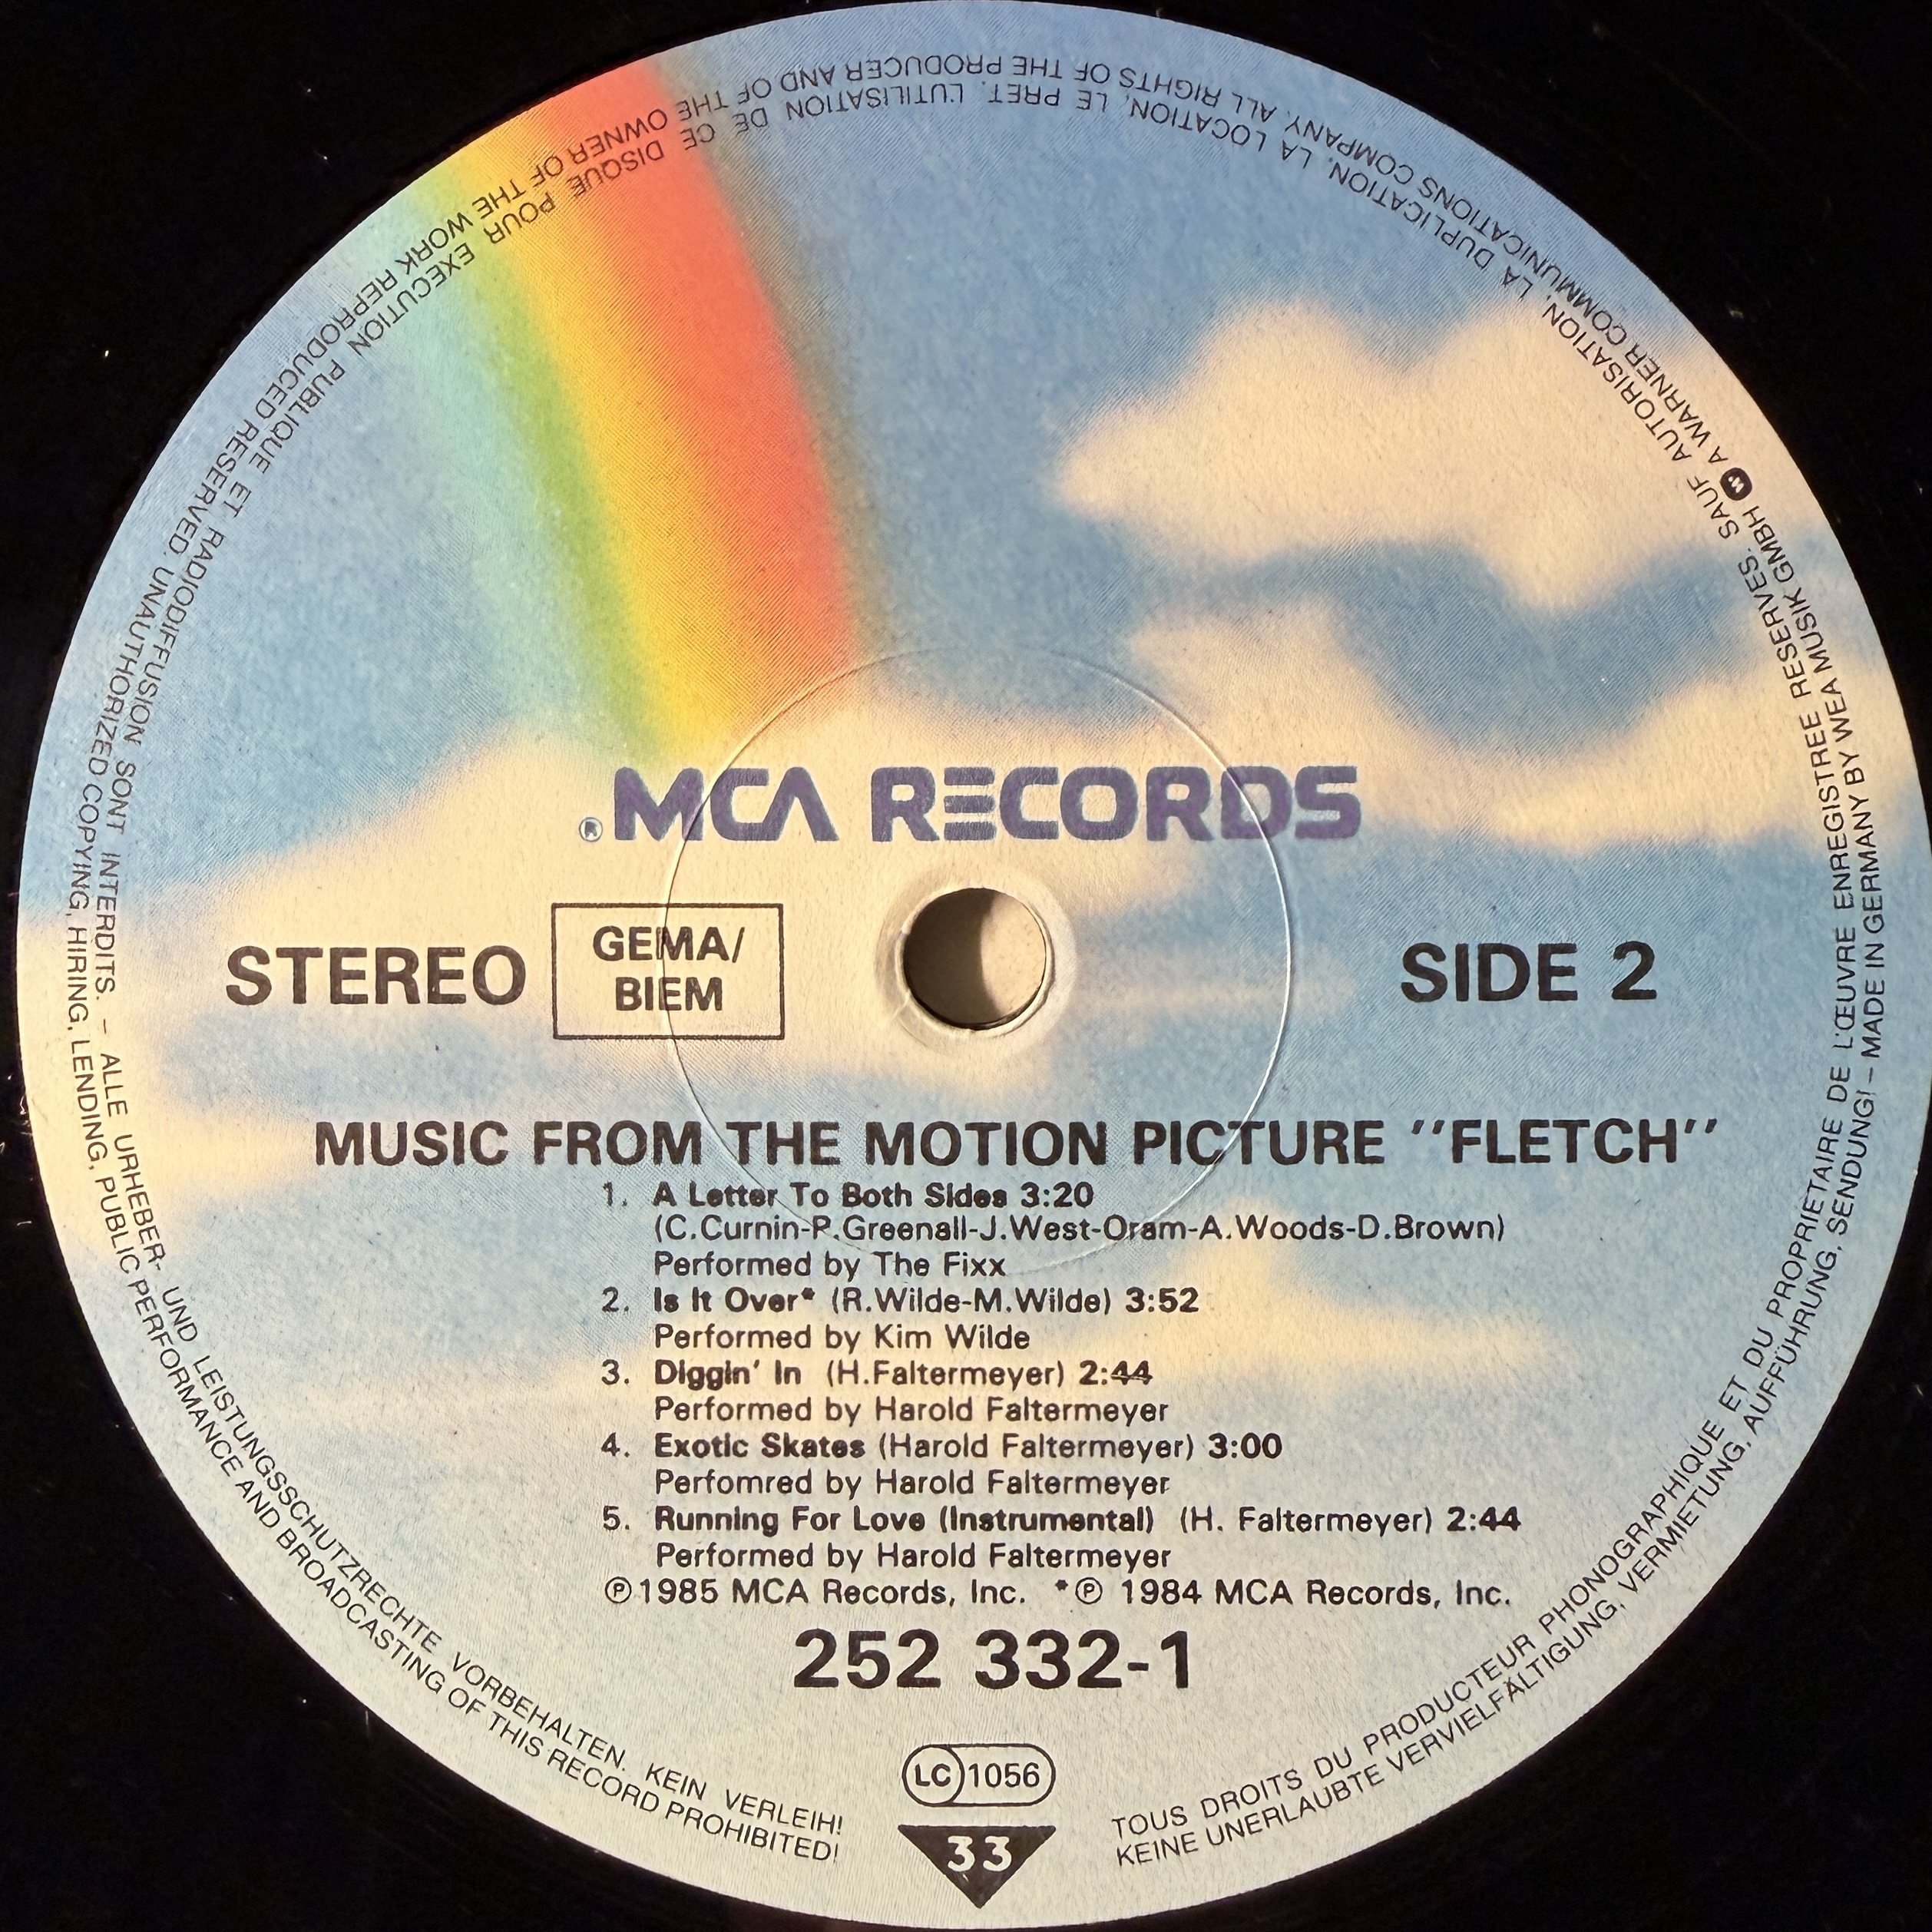 ® MCA RECORDS
STEREO
GEMA/
BIEM
SIDE 2
MUSIC FROM THE MOTION PICTURE ''FLETCH''
1. A Letter To Both Sides 3:20
(C.Curnin-P.Greenall-J.West-Oram-A.Woods-D.Brown)
Performed by The Fixx
2. Is It Over* (R.Wilde-M.Wilde) 3:52
Performed by Kim Wilde
3. Diggin' In (H.Faltermeyer) 2:44
Performed by Harold Faltermeyer
4. Exotic Skates (Harold Faltermeyer) 3:00
Perfomred by Harold Faltermeyer
5. Running For Love (Instrumental) (H. Faltermeyer) 2:44
Performed by Harold Faltermeyer
℗1985 MCA Records, Inc. *℗ 1984 MCA Records, Inc.
252 332-1
LC 1056
33
TOUS DROITS DU PRODUCTEUR PHONOGRAPHIQUE ET DU PROPRIETAIRE DE L'ŒUVRE ENREGISTREE RESERVES. SAUF AUTORISATION, LA DUPLICATION, LA LOCATION, LE PRET, L'UTILISATION DE CE DISQUE POUR EXECUTION PUBLIQUE ET RADIODIFFUSION SONT INTERDITS. – ALLE URHEBER- UND LEISTUNGSSCHUTZRECHTE VORBEHALTEN. KEIN VERLEIH!
KEINE UNERLAUBTE VERVIELFÄLTIGUNG, VERMIETUNG, AUFFÜHRUNG, SENDUNG! – MADE IN GERMANY BY WEA MUSIK GMBH A WARNER COMMUNICATIONS COMPANY. ALL RIGHTS OF THE PRODUCER AND OF THE OWNER OF THE WORK REPRODUCED RESERVED. UNAUTHORIZED COPYING, HIRING, LENDING, PUBLIC PERFORMANCE AND BROADCASTING OF THIS RECORD PROHIBITED!